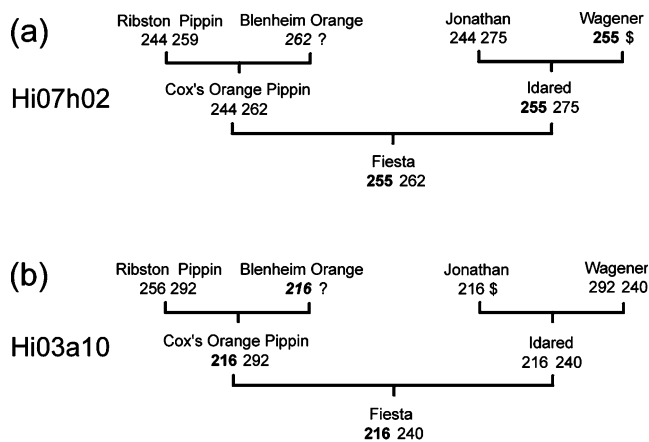 (a)
Ribston Pippin Blenheim Orange Jonathan Wagener
244 259 262 ? 244 275 255 $
Hi07h02
Cox's Orange Pippin Idared
244 262 255 275
Fiesta
255 262
(b)
Ribston Pippin Blenheim Orange Jonathan Wagener
256 292 216 ? 216 $ 292 240
Hi03a10
Cox's Orange Pippin Idared
216 292 216 240
Fiesta
216 240